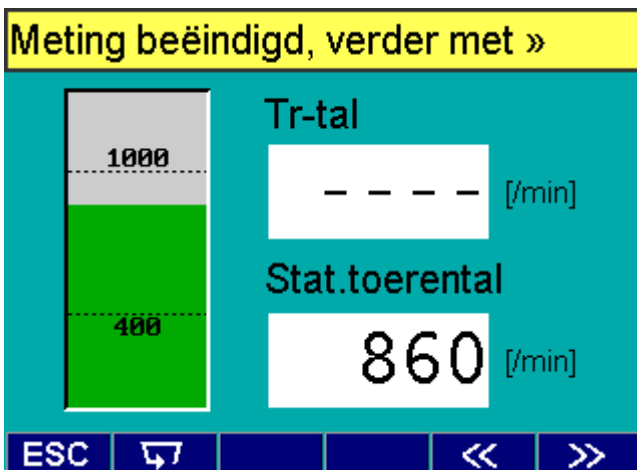 Meting beëindigd, verder met »
Tr-tal
1000
- - - - [/min]
Stat.toerental
400
860 [/min]
ESC << >>